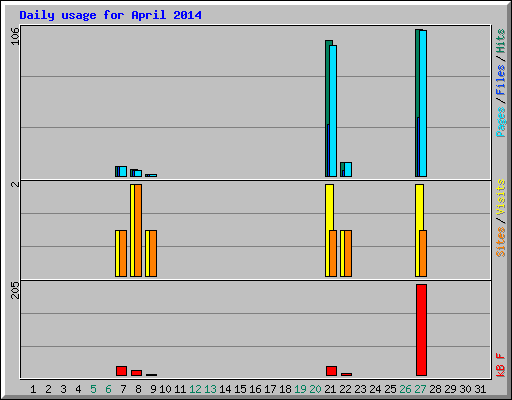 Daily usage for April 2014
106
Pages/Files/Hits
2
Sites/Visits
205
kB F
1 2 3 4 5 6 7 8 9 10 11 12 13 14 15 16 17 18 19 20 21 22 23 24 25 26 27 28 29 30 31